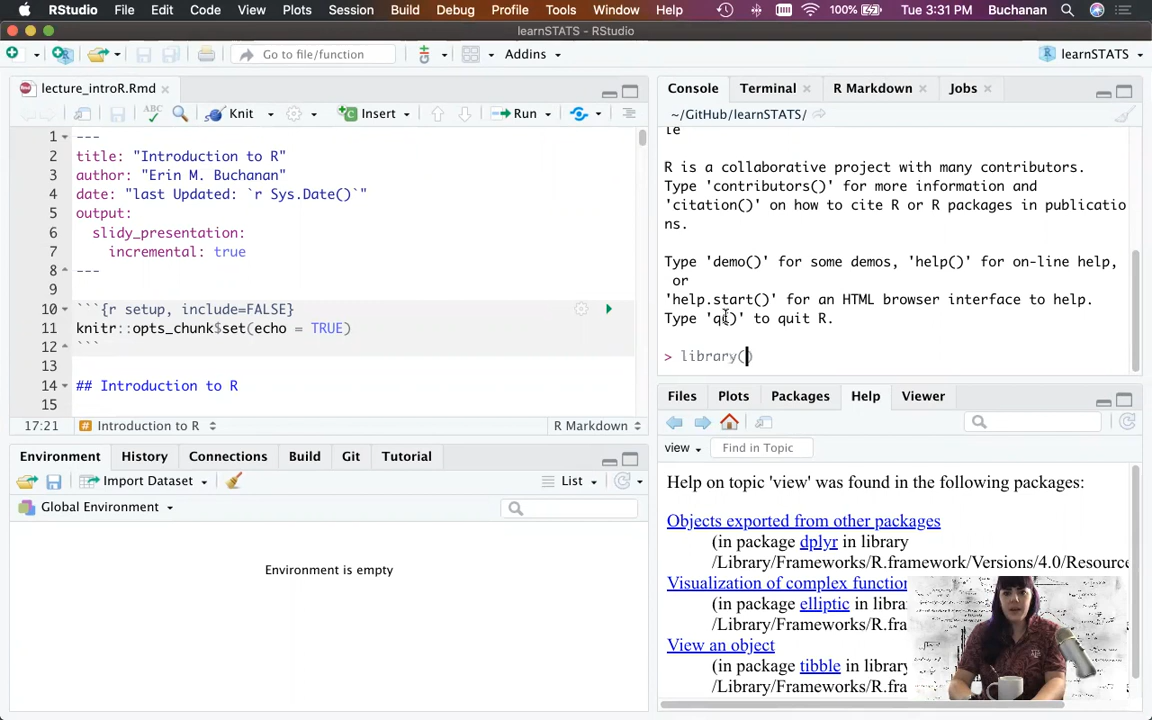 RStudio File Edit Code View Plots Session Build Debug Profile Tools Window Help 100% Tue 3:31 PM Buchanan
learnSTATS - RStudio
Go to file/function Addins learnSTATS
lecture_introR.Rmd
Knit Insert Run
1 ---
2 title: "Introduction to R"
3 author: "Erin M. Buchanan"
4 date: "last Updated: `r Sys.Date()`"
5 output:
6 slidy_presentation:
7 incremental: true
8 ---
9
10 ```{r setup, include=FALSE}
11 knitr::opts_chunk$set(echo = TRUE)
12 ```
13
14 ## Introduction to R
15
17:21 # Introduction to R R Markdown
Environment History Connections Build Git Tutorial
Import Dataset List
Global Environment
Environment is empty
Console Terminal R Markdown Jobs
~/GitHub/learnSTATS/
le
R is a collaborative project with many contributors.
Type 'contributors()' for more information and
'citation()' on how to cite R or R packages in publicatio
ns.
Type 'demo()' for some demos, 'help()' for on-line help,
or
'help.start()' for an HTML browser interface to help.
Type 'q()' to quit R.
> library()
Files Plots Packages Help Viewer
view Find in Topic
Help on topic 'view' was found in the following packages:
Objects exported from other packages
(in package dplyr in library
/Library/Frameworks/R.framework/Versions/4.0/Resource
Visualization of complex function
(in package elliptic in libra
/Library/Frameworks/R.fra
View an object
(in package tibble in library
/Library/Frameworks/R.fra